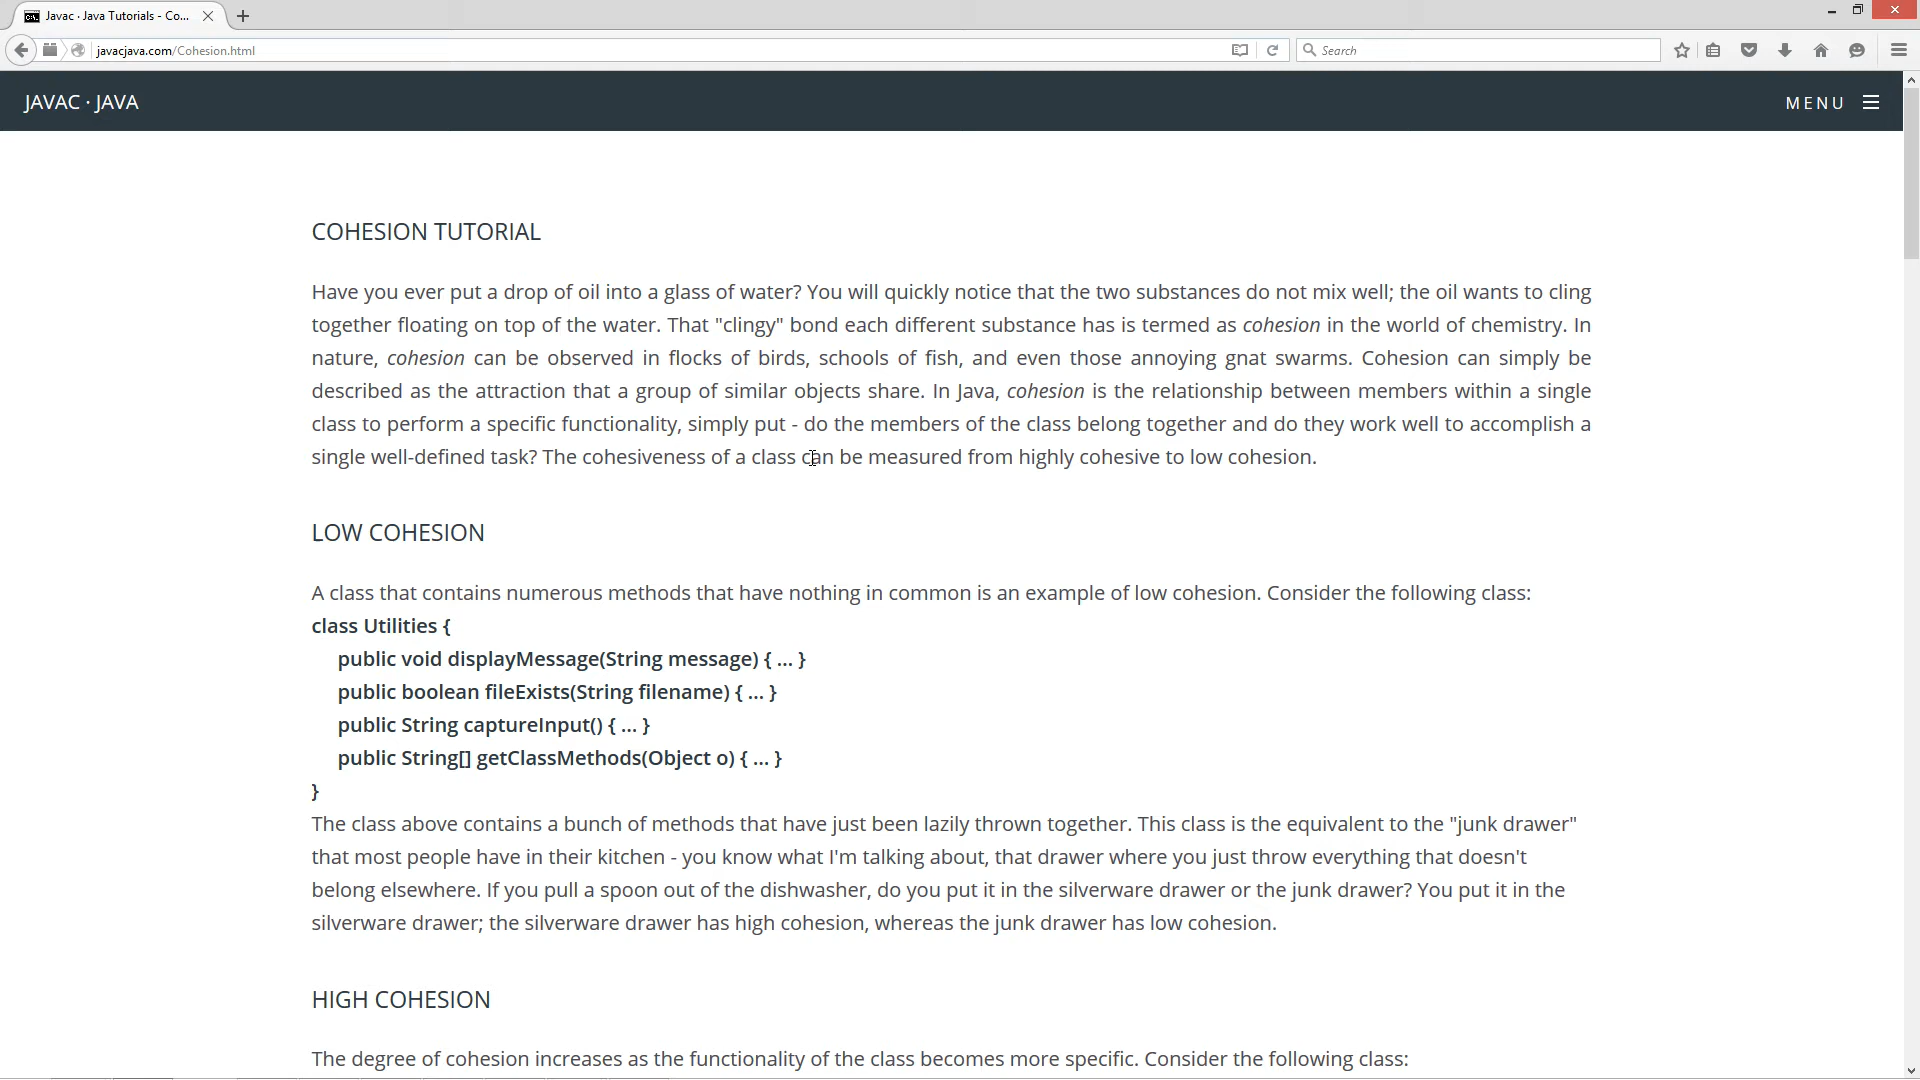 Javac · Java Tutorials - Co...
javacjava.com/Cohesion.html
Search
JAVAC · JAVA
MENU
COHESION TUTORIAL
Have you ever put a drop of oil into a glass of water? You will quickly notice that the two substances do not mix well; the oil wants to cling
together floating on top of the water. That "clingy" bond each different substance has is termed as cohesion in the world of chemistry. In
nature, cohesion can be observed in flocks of birds, schools of fish, and even those annoying gnat swarms. Cohesion can simply be
described as the attraction that a group of similar objects share. In Java, cohesion is the relationship between members within a single
class to perform a specific functionality, simply put - do the members of the class belong together and do they work well to accomplish a
single well-defined task? The cohesiveness of a class can be measured from highly cohesive to low cohesion.
LOW COHESION
A class that contains numerous methods that have nothing in common is an example of low cohesion. Consider the following class:
class Utilities {
public void displayMessage(String message) { ... }
public boolean fileExists(String filename) { ... }
public String captureInput() { ... }
public String[] getClassMethods(Object o) { ... }
}
The class above contains a bunch of methods that have just been lazily thrown together. This class is the equivalent to the "junk drawer"
that most people have in their kitchen - you know what I'm talking about, that drawer where you just throw everything that doesn't
belong elsewhere. If you pull a spoon out of the dishwasher, do you put it in the silverware drawer or the junk drawer? You put it in the
silverware drawer; the silverware drawer has high cohesion, whereas the junk drawer has low cohesion.
HIGH COHESION
The degree of cohesion increases as the functionality of the class becomes more specific. Consider the following class: